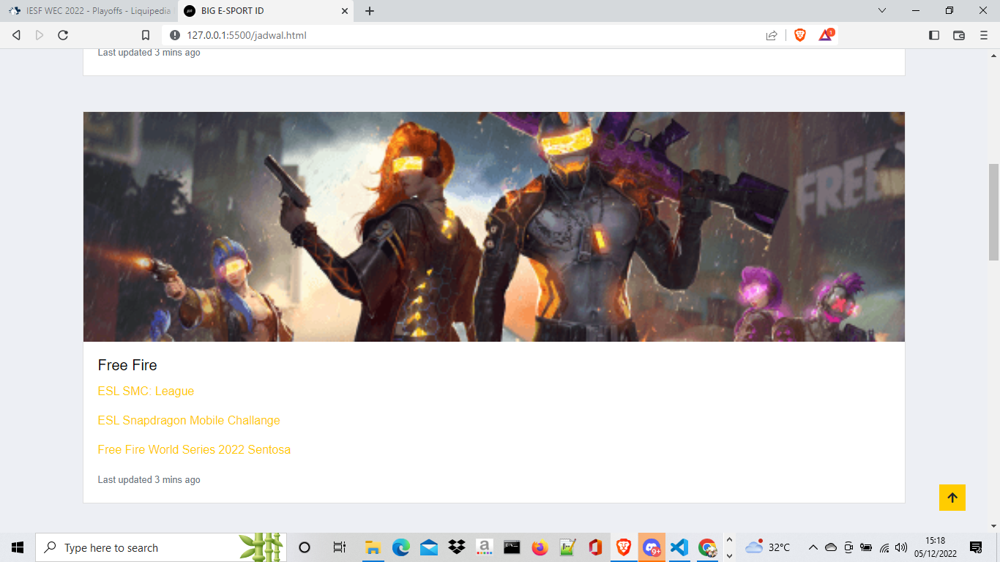 IESF WEC 2022 - Playoffs - Liquipedia
BIG E-SPORT ID
127.0.0.1:5500/jadwal.html
1
Last updated 3 mins ago
FREE
Free Fire
ESL SMC: League
ESL Snapdragon Mobile Challange
Free Fire World Series 2022 Sentosa
Last updated 3 mins ago
Type here to search
a
9+
32°C
15:18
05/12/2022